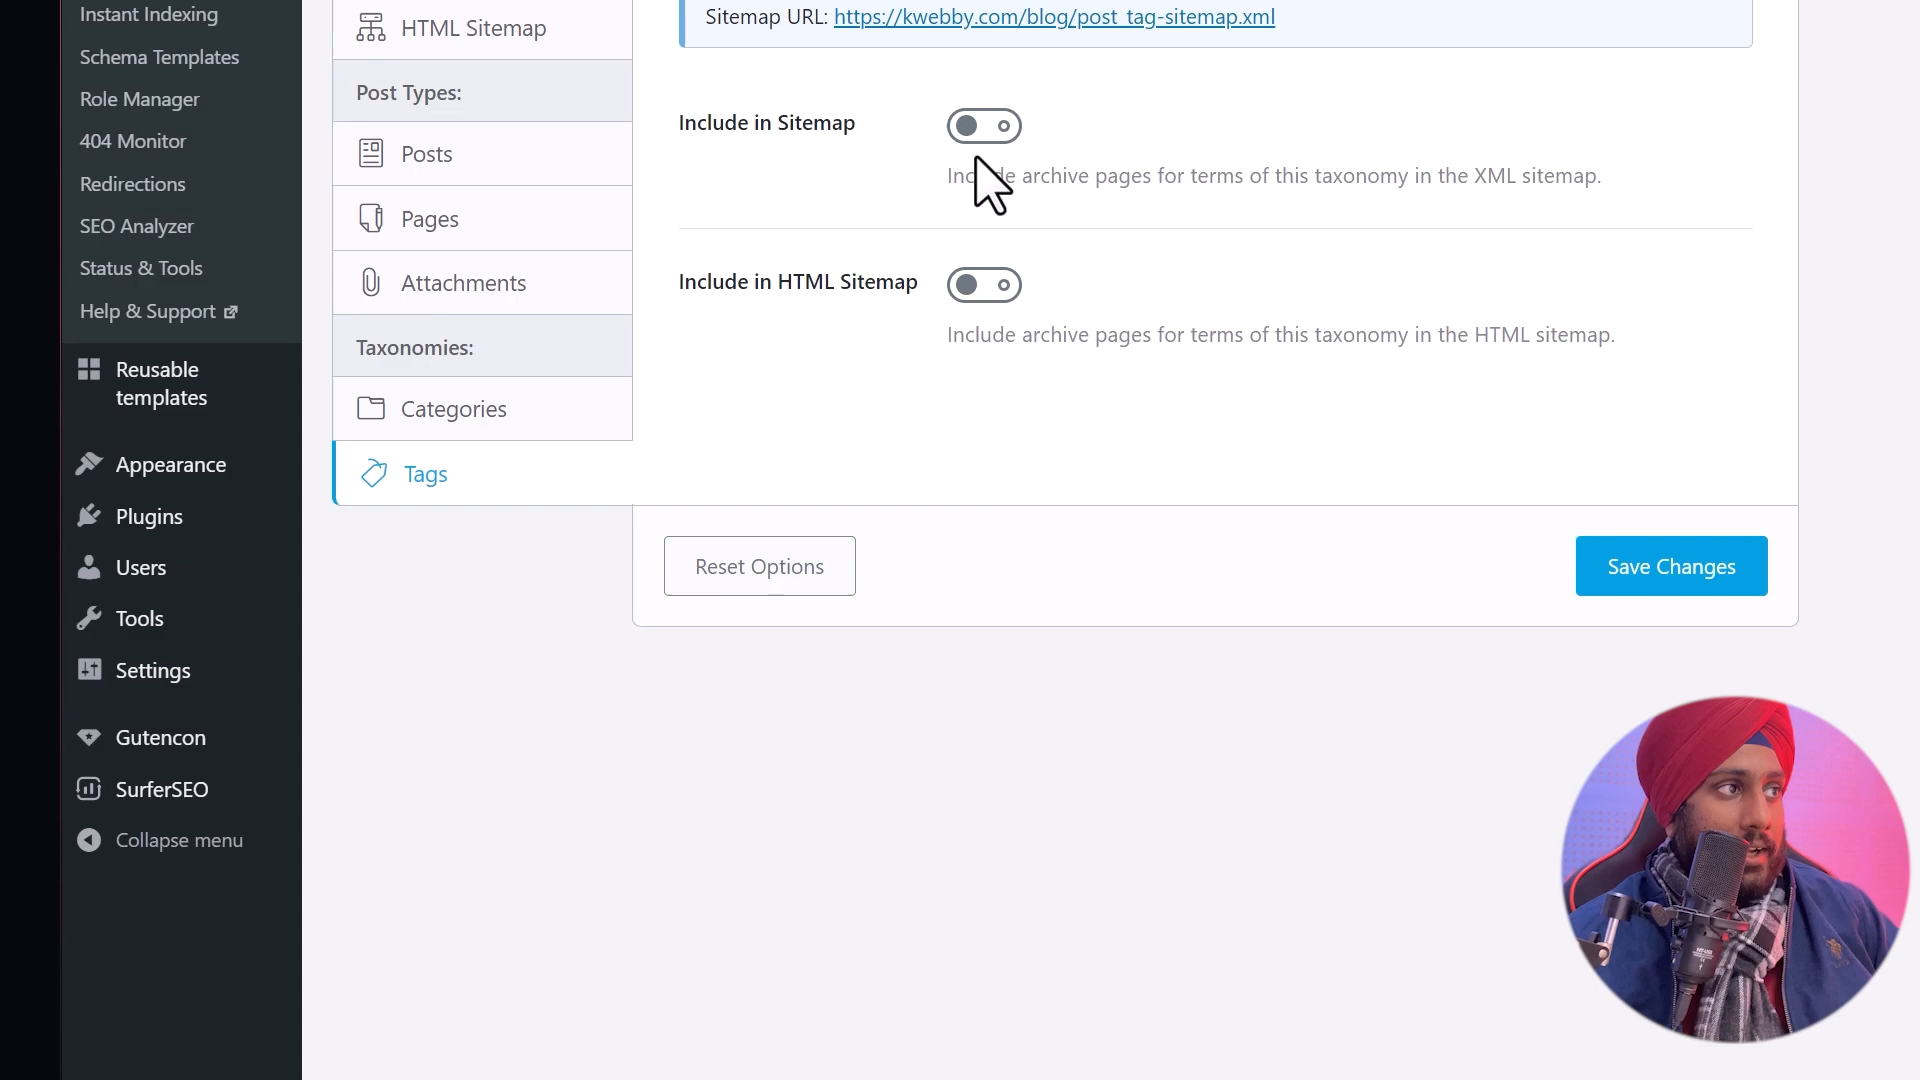 Instant Indexing
Schema Templates
Role Manager
404 Monitor
Redirections
SEO Analyzer
Status & Tools
Help & Support
Reusable
templates
Appearance
Plugins
Users
Tools
Settings
Gutencon
SurferSEO
Collapse menu
HTML Sitemap
Post Types:
Posts
Pages
Attachments
Taxonomies:
Categories
Tags
Sitemap URL: https://kwebby.com/blog/post_tag-sitemap.xml
Include in Sitemap
Include archive pages for terms of this taxonomy in the XML sitemap.
Include in HTML Sitemap
Include archive pages for terms of this taxonomy in the HTML sitemap.
Reset Options
Save Changes